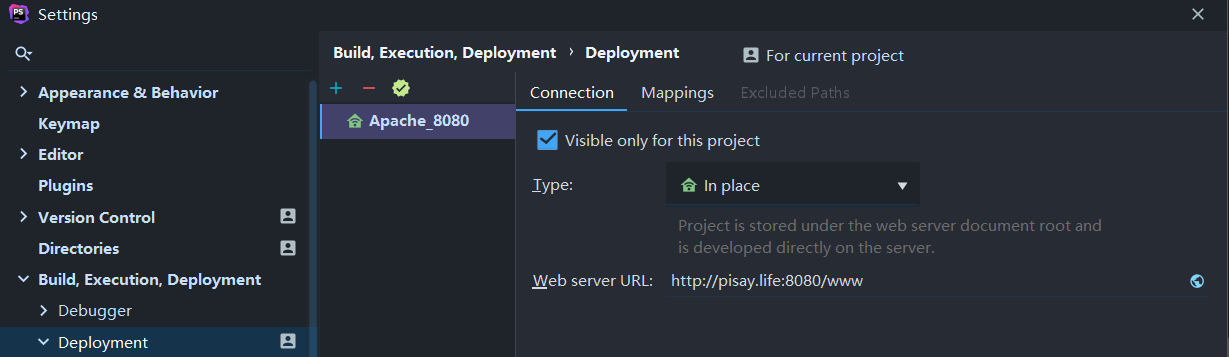 PS Settings
Build, Execution, Deployment › Deployment For current project
Appearance & Behavior
Keymap
Editor
Plugins
Version Control
Directories
Build, Execution, Deployment
Debugger
Deployment
Apache_8080
Connection Mappings Excluded Paths
Visible only for this project
Type: In place
Project is stored under the web server document root and
is developed directly on the server.
Web server URL: http://pisay.life:8080/www